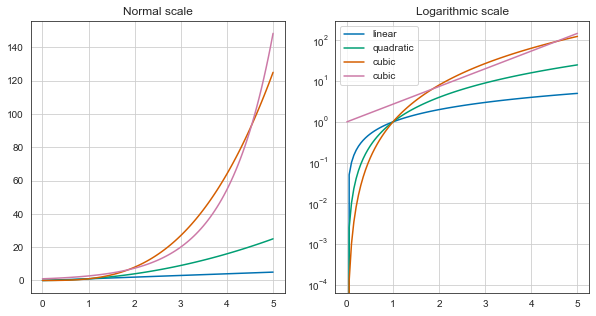 Normal scale
140
120
100
80
60
40
20
0
0 1 2 3 4 5
Logarithmic scale
linear
quadratic
cubic
cubic
10²
10¹
10⁰
10⁻¹
10⁻²
10⁻³
10⁻⁴
0 1 2 3 4 5